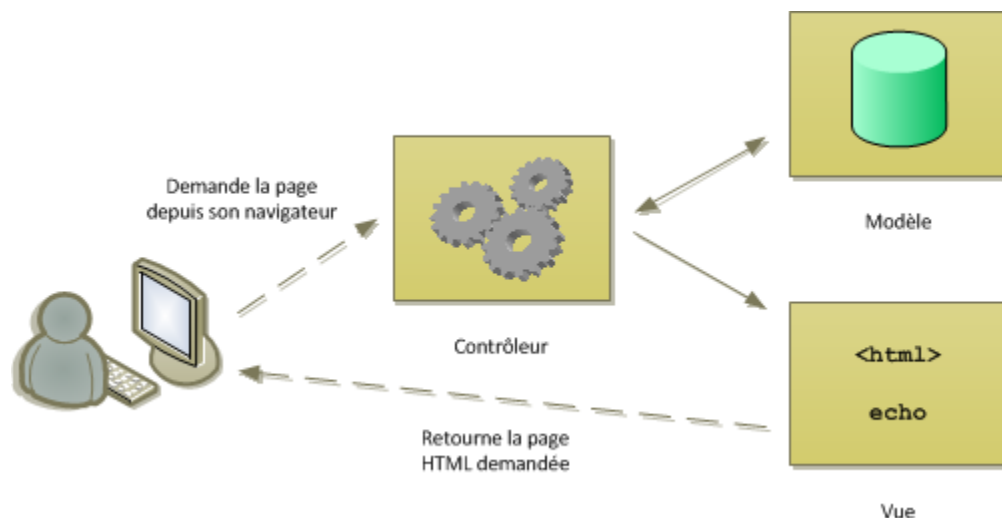 Demande la page
depuis son navigateur
Contrôleur
Modèle
<html>
echo
Retourne la page
HTML demandée
Vue